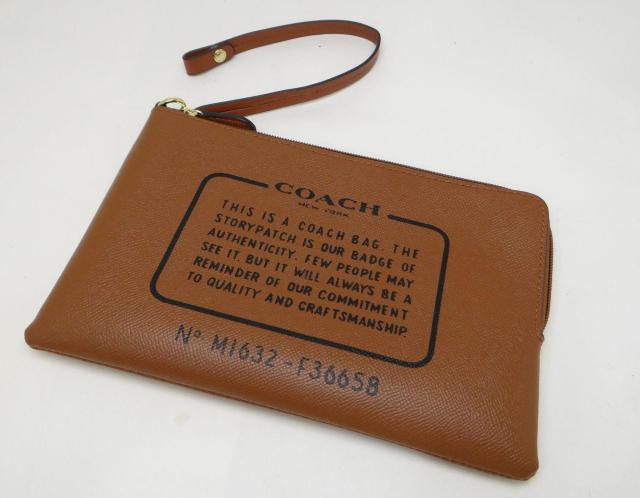 COACH
NEW YORK
THIS IS A COACH BAG. THE
STORYPATCH IS OUR BADGE OF
AUTHENTICITY. FEW PEOPLE MAY
SEE IT. BUT IT WILL ALWAYS BE A
REMINDER OF OUR COMMITMENT
TO QUALITY AND CRAFTSMANSHIP.
Nº M1632-F36658